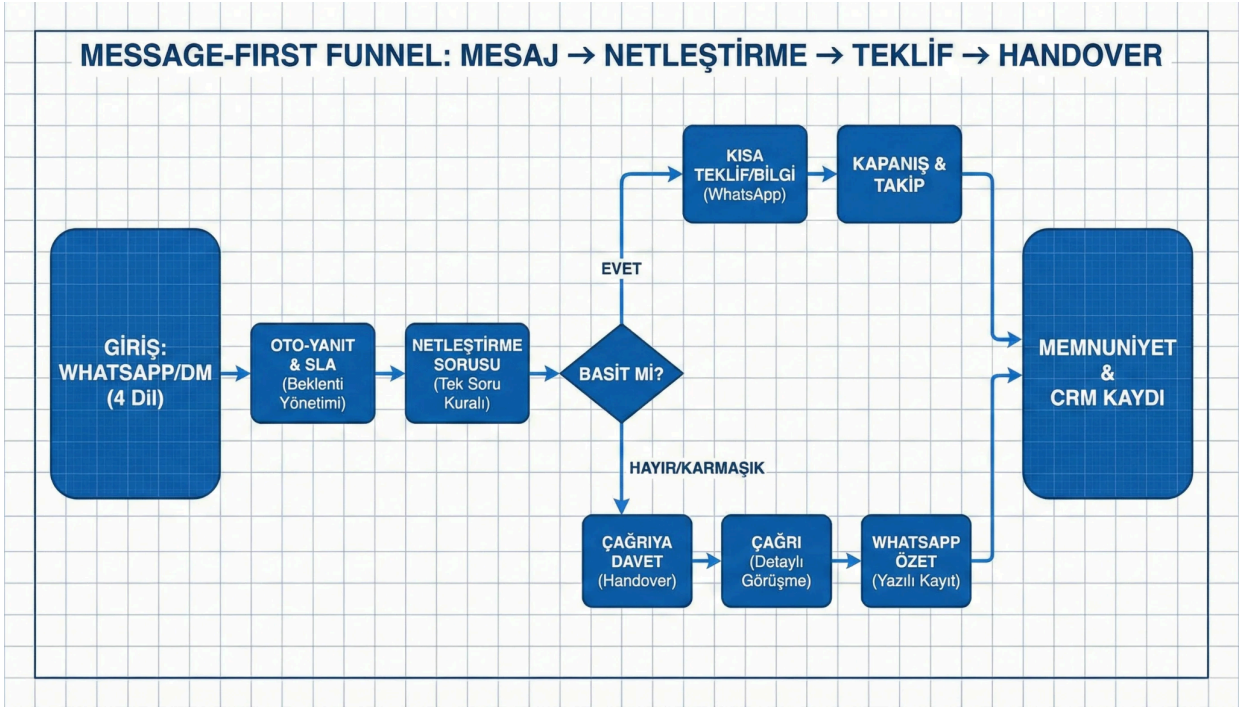 MESSAGE-FIRST FUNNEL: MESAJ → NETLEŞTİRME → TEKLİF → HANDOVER
GİRİŞ:
WHATSAPP/DM
(4 Dil)
OTO-YANIT
& SLA
(Beklenti
Yönetimi)
NETLEŞTİRME
SORUSU
(Tek Soru
Kuralı)
BASİT Mİ?
EVET
KISA
TEKLİF/BİLGİ
(WhatsApp)
KAPANIŞ &
TAKİP
HAYIR/KARMAŞIK
ÇAĞRIYA
DAVET
(Handover)
ÇAĞRI
(Detaylı
Görüşme)
WHATSAPP
ÖZET
(Yazılı Kayıt)
MEMNUNİYET
&
CRM KAYDI